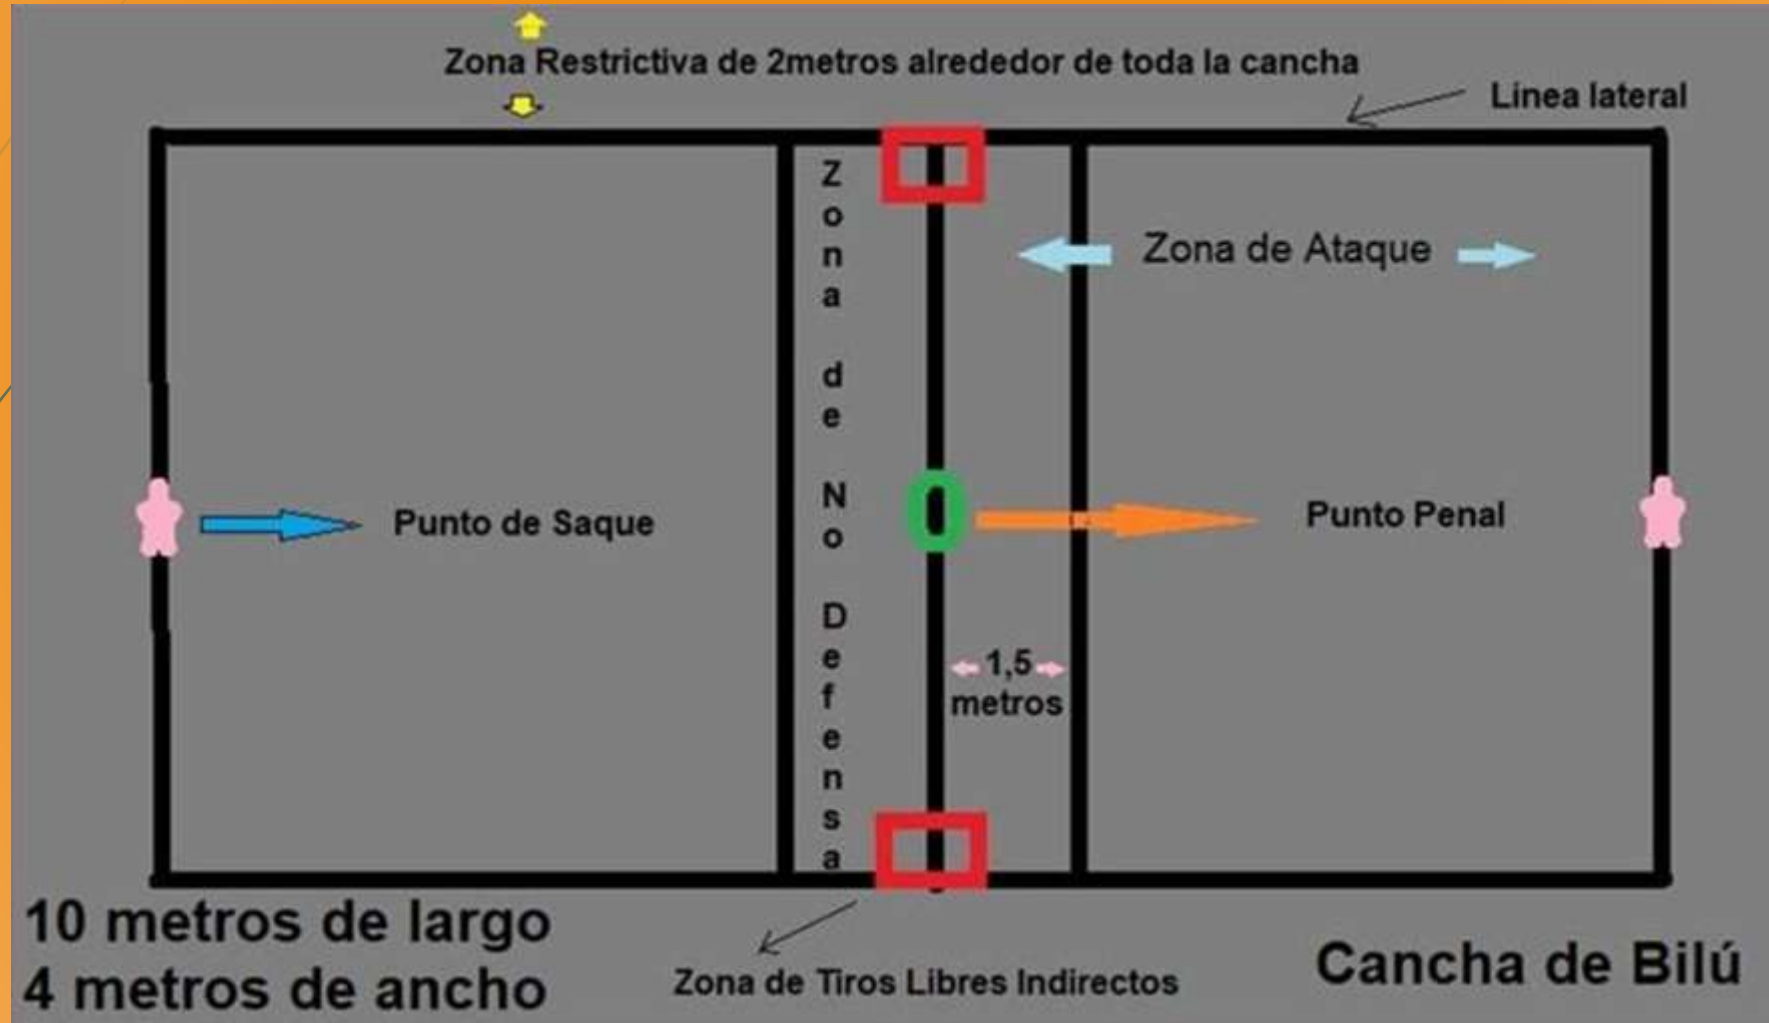 Zona Restrictiva de 2metros alrededor de toda la cancha
Linea lateral
Zona de No Defensa
Zona de Ataque
Punto de Saque
Punto Penal
1,5
metros
10 metros de largo
4 metros de ancho
Zona de Tiros Libres Indirectos
Cancha de Bilú